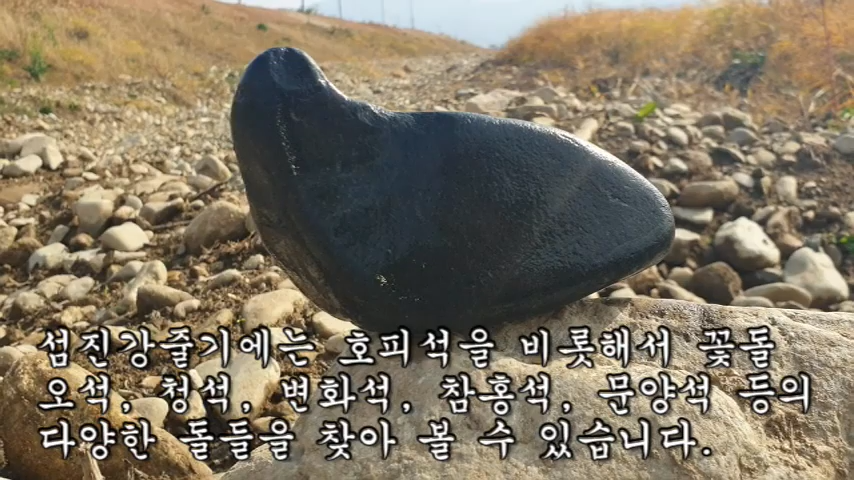 섬진강줄기에는 호피석을 비롯해서 꽃돌
오석, 청석, 변화석, 참홍석, 문양석 등의
다양한 돌들을 찾아 볼 수 있습니다.